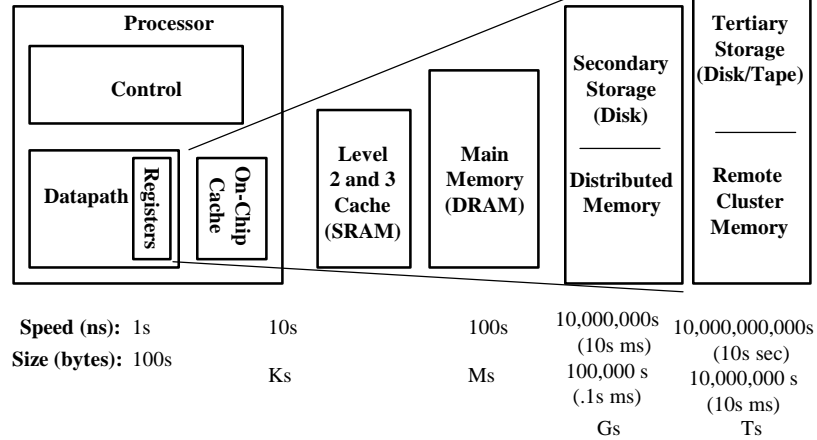 Processor
Control
Datapath
Registers
On-Chip
Cache
Level
2 and 3
Cache
(SRAM)
Main
Memory
(DRAM)
Secondary
Storage
(Disk)
Distributed
Memory
Tertiary
Storage
(Disk/Tape)
Remote
Cluster
Memory
Speed (ns): 1s 10s 100s 10,000,000s 10,000,000,000s
(10s ms) (10s sec)
Size (bytes): 100s Ks Ms 100,000 s 10,000,000 s
(.1s ms) (10s ms)
Gs Ts